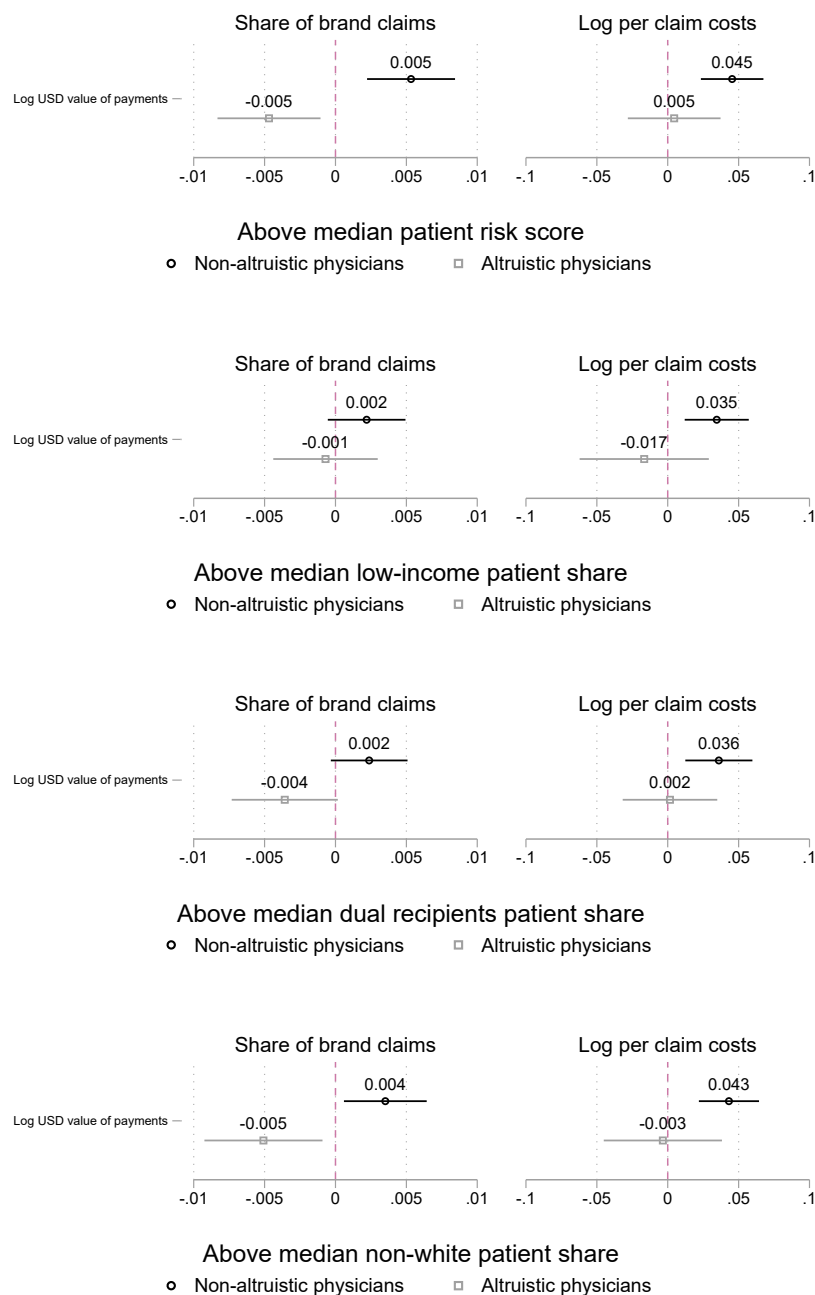 Share of brand claims Log per claim costs
0.005 0.045
Log USD value of payments
-0.005 0.005
-.01 -.005 0 .005 .01 -.1 -.05 0 .05 .1
Above median patient risk score
Non-altruistic physicians Altruistic physicians
Share of brand claims Log per claim costs
0.002 0.035
Log USD value of payments
-0.001 -0.017
-.01 -.005 0 .005 .01 -.1 -.05 0 .05 .1
Above median low-income patient share
Non-altruistic physicians Altruistic physicians
Share of brand claims Log per claim costs
0.002 0.036
Log USD value of payments
-0.004 0.002
-.01 -.005 0 .005 .01 -.1 -.05 0 .05 .1
Above median dual recipients patient share
Non-altruistic physicians Altruistic physicians
Share of brand claims Log per claim costs
0.004 0.043
Log USD value of payments
-0.005 -0.003
-.01 -.005 0 .005 .01 -.1 -.05 0 .05 .1
Above median non-white patient share
Non-altruistic physicians Altruistic physicians